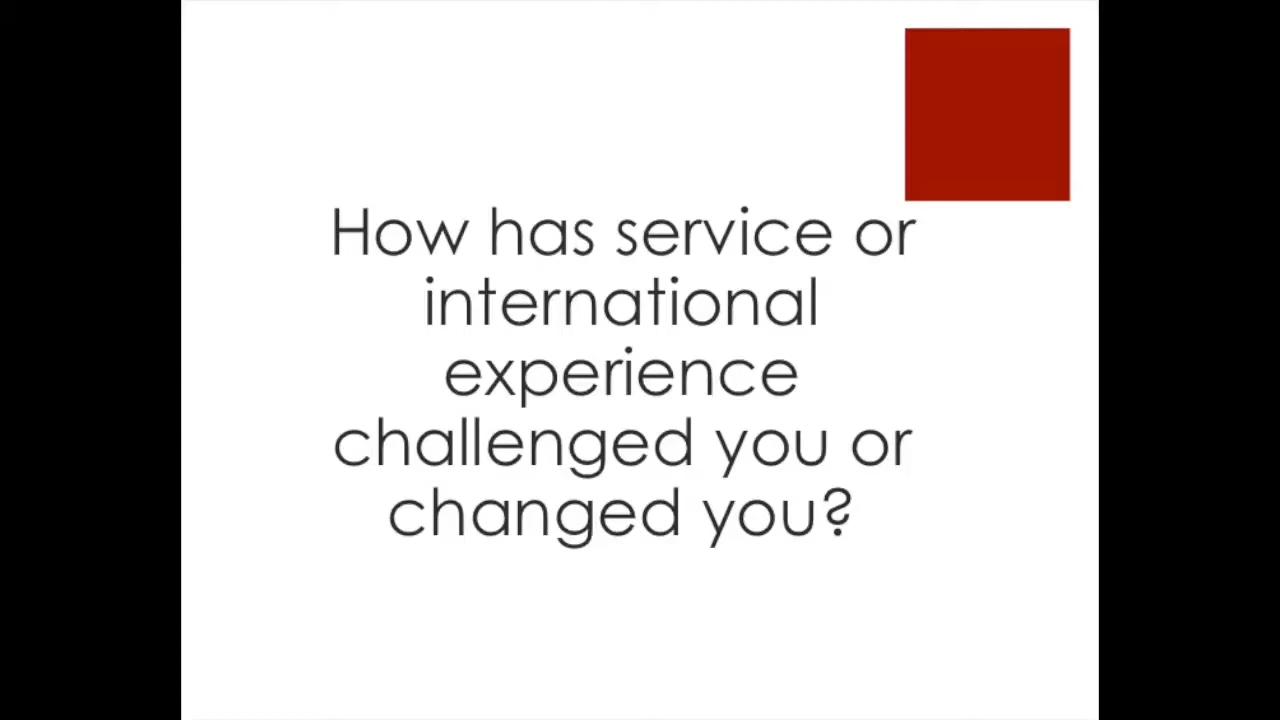 How has service or
international
experience
challenged you or
changed you?